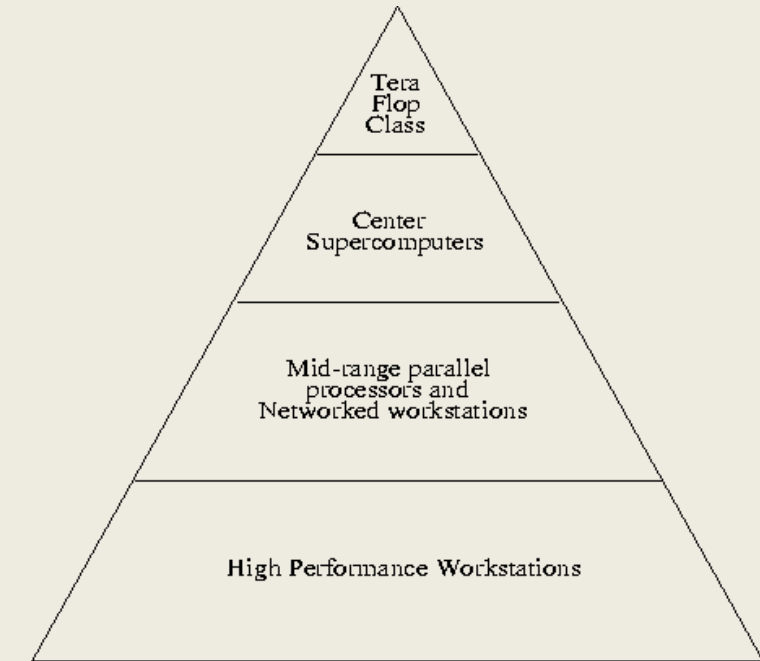 Tera
Flop
Class
Center
Supercomputers
Mid-range parallel
processors and
Networked workstations
High Performance Workstations